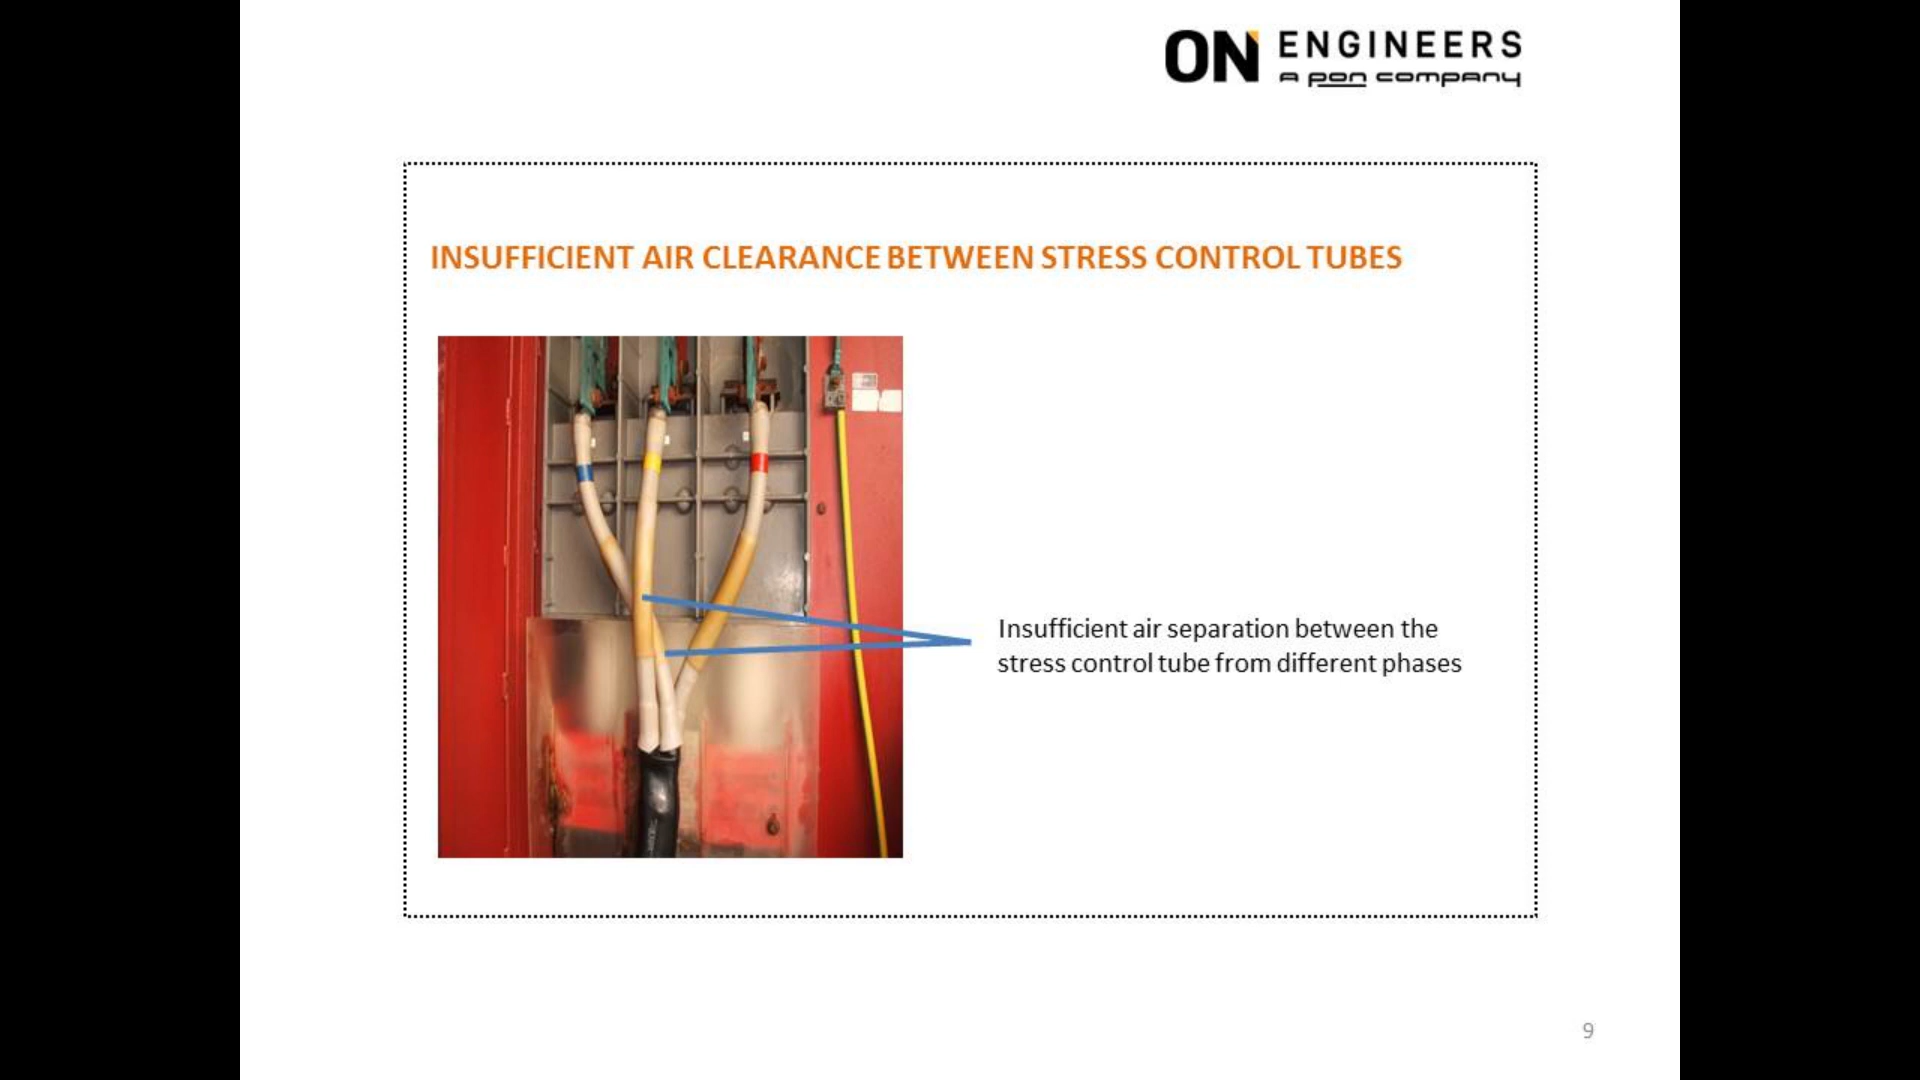 ON ENGINEERS
a pon company
INSUFFICIENT AIR CLEARANCE BETWEEN STRESS CONTROL TUBES
Insufficient air separation between the
stress control tube from different phases
9